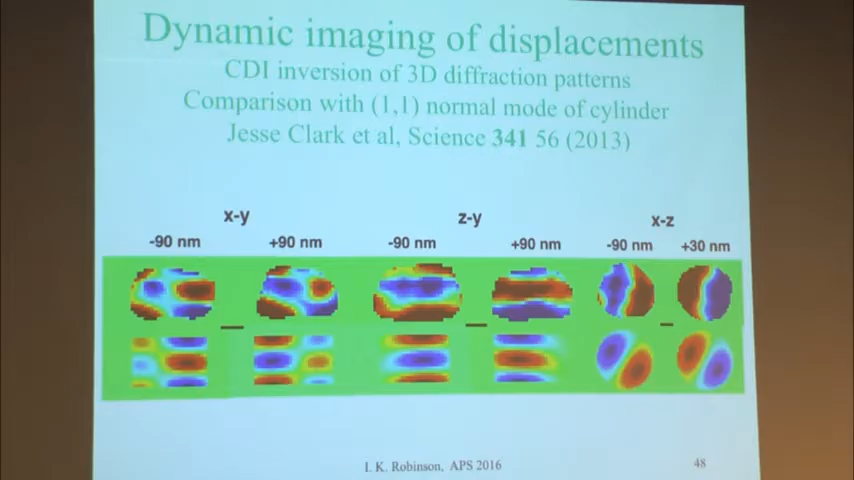 Dynamic imaging of displacements
CDI inversion of 3D diffraction patterns
Comparison with (1,1) normal mode of cylinder
Jesse Clark et al, Science 341 56 (2013)
x-y z-y x-z
-90 nm +90 nm -90 nm +90 nm -90 nm +30 nm
I. K. Robinson, APS 2016 48